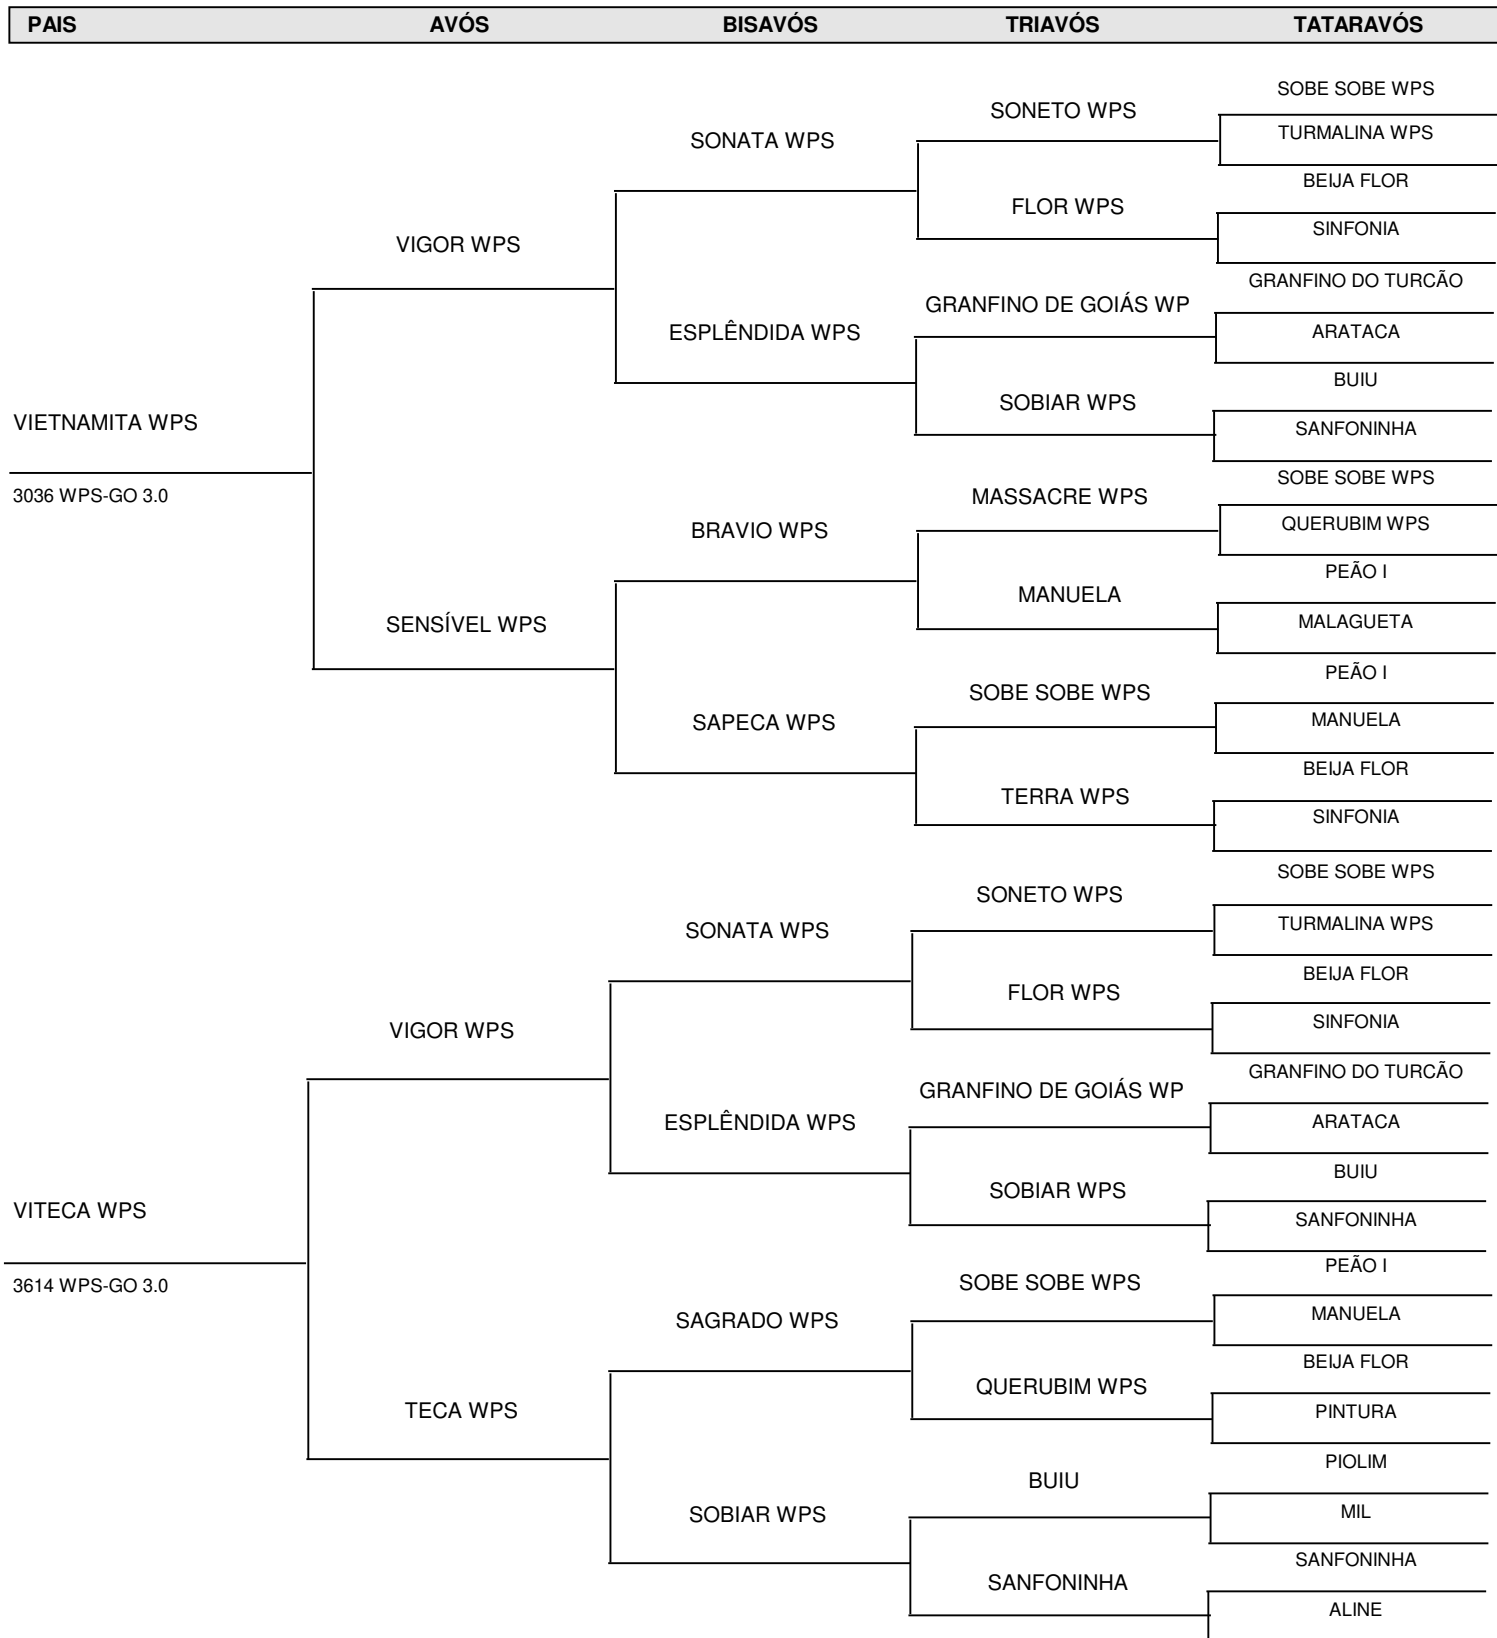 PAIS AVÓS BISAVÓS TRIAVÓS TATARAVÓS
SOBE SOBE WPS
SONETO WPS
TURMALINA WPS
SONATA WPS
BEIJA FLOR
FLOR WPS
SINFONIA
VIGOR WPS
GRANFINO DO TURCÃO
GRANFINO DE GOIÁS WP
ARATACA
ESPLÊNDIDA WPS
BUIU
SOBIAR WPS
VIETNAMITA WPS
SANFONINHA
SOBE SOBE WPS
3036 WPS-GO 3.0
MASSACRE WPS
QUERUBIM WPS
BRAVIO WPS
PEÃO I
MANUELA
MALAGUETA
SENSÍVEL WPS
PEÃO I
SOBE SOBE WPS
MANUELA
SAPECA WPS
BEIJA FLOR
TERRA WPS
SINFONIA
SOBE SOBE WPS
SONETO WPS
TURMALINA WPS
SONATA WPS
BEIJA FLOR
FLOR WPS
SINFONIA
VIGOR WPS
GRANFINO DO TURCÃO
GRANFINO DE GOIÁS WP
ARATACA
ESPLÊNDIDA WPS
BUIU
SOBIAR WPS
VITECA WPS
SANFONINHA
PEÃO I
3614 WPS-GO 3.0
SOBE SOBE WPS
MANUELA
SAGRADO WPS
BEIJA FLOR
QUERUBIM WPS
TECA WPS
PINTURA
PIOLIM
BUIU
MIL
SOBIAR WPS
SANFONINHA
SANFONINHA
ALINE